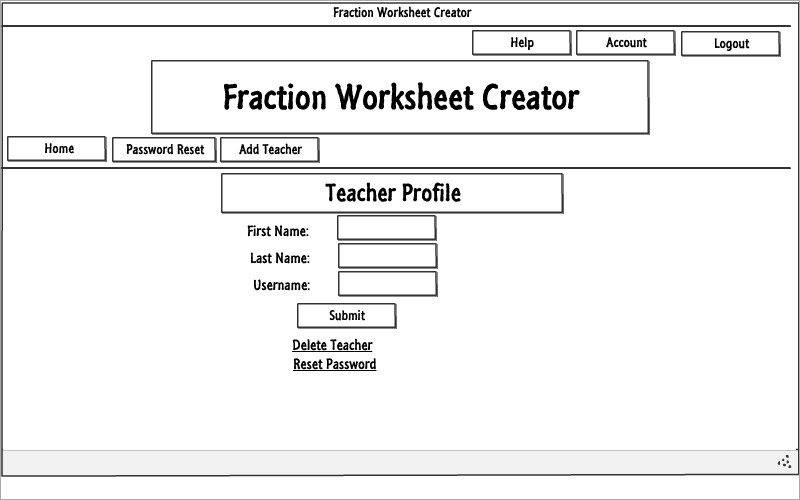 Fraction Worksheet Creator
Help Account Logout
Fraction Worksheet Creator
Home Password Reset Add Teacher
Teacher Profile
First Name:
Last Name:
Username:
Submit
Delete Teacher
Reset Password